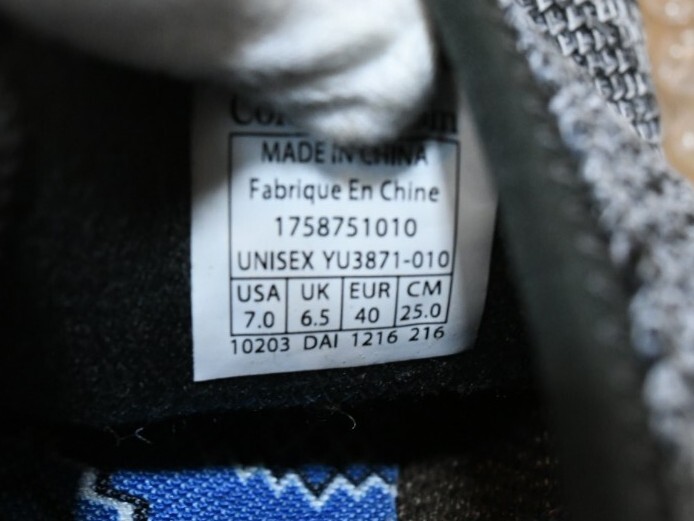 MADE IN CHINA
Fabrique En Chine
1758751010
UNISEX YU3871-010
USA UK EUR CM
7.0 6.5 40 25.0
10203 DAI 1216 216